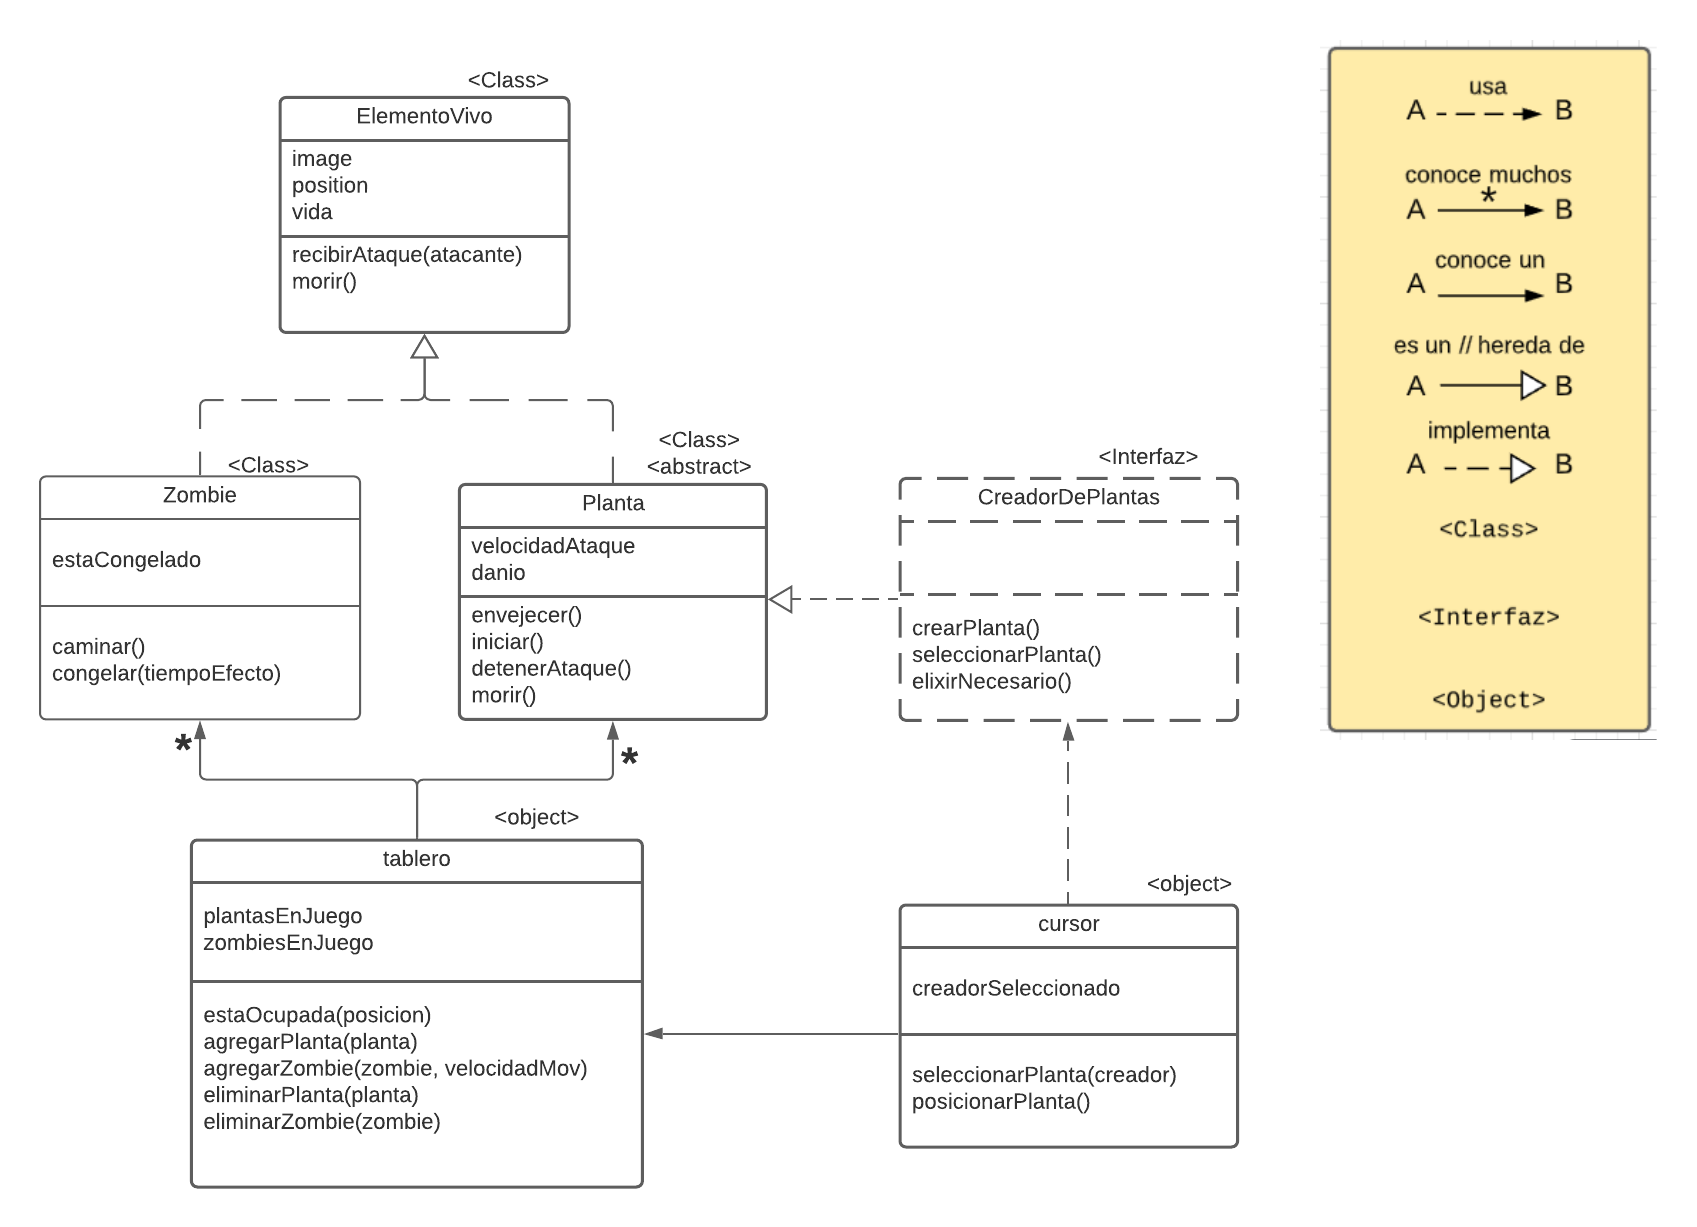 <Class>
ElementoVivo
image
position
vida
recibirAtaque(atacante)
morir()
<Class>
Zombie
estaCongelado
caminar()
congelar(tiempoEfecto)
<Class>
<abstract>
Planta
velocidadAtaque
danio
envejecer()
iniciar()
detenerAtaque()
morir()
<Interfaz>
CreadorDePlantas
crearPlanta()
seleccionarPlanta()
elixirNecesario()
*
*
<object>
tablero
plantasEnJuego
zombiesEnJuego
estaOcupada(posicion)
agregarPlanta(planta)
agregarZombie(zombie, velocidadMov)
eliminarPlanta(planta)
eliminarZombie(zombie)
<object>
cursor
creadorSeleccionado
seleccionarPlanta(creador)
posicionarPlanta()
usa
A B
conoce muchos
*
A B
conoce un
A B
es un // hereda de
A B
implementa
A B
<Class>
<Interfaz>
<Object>